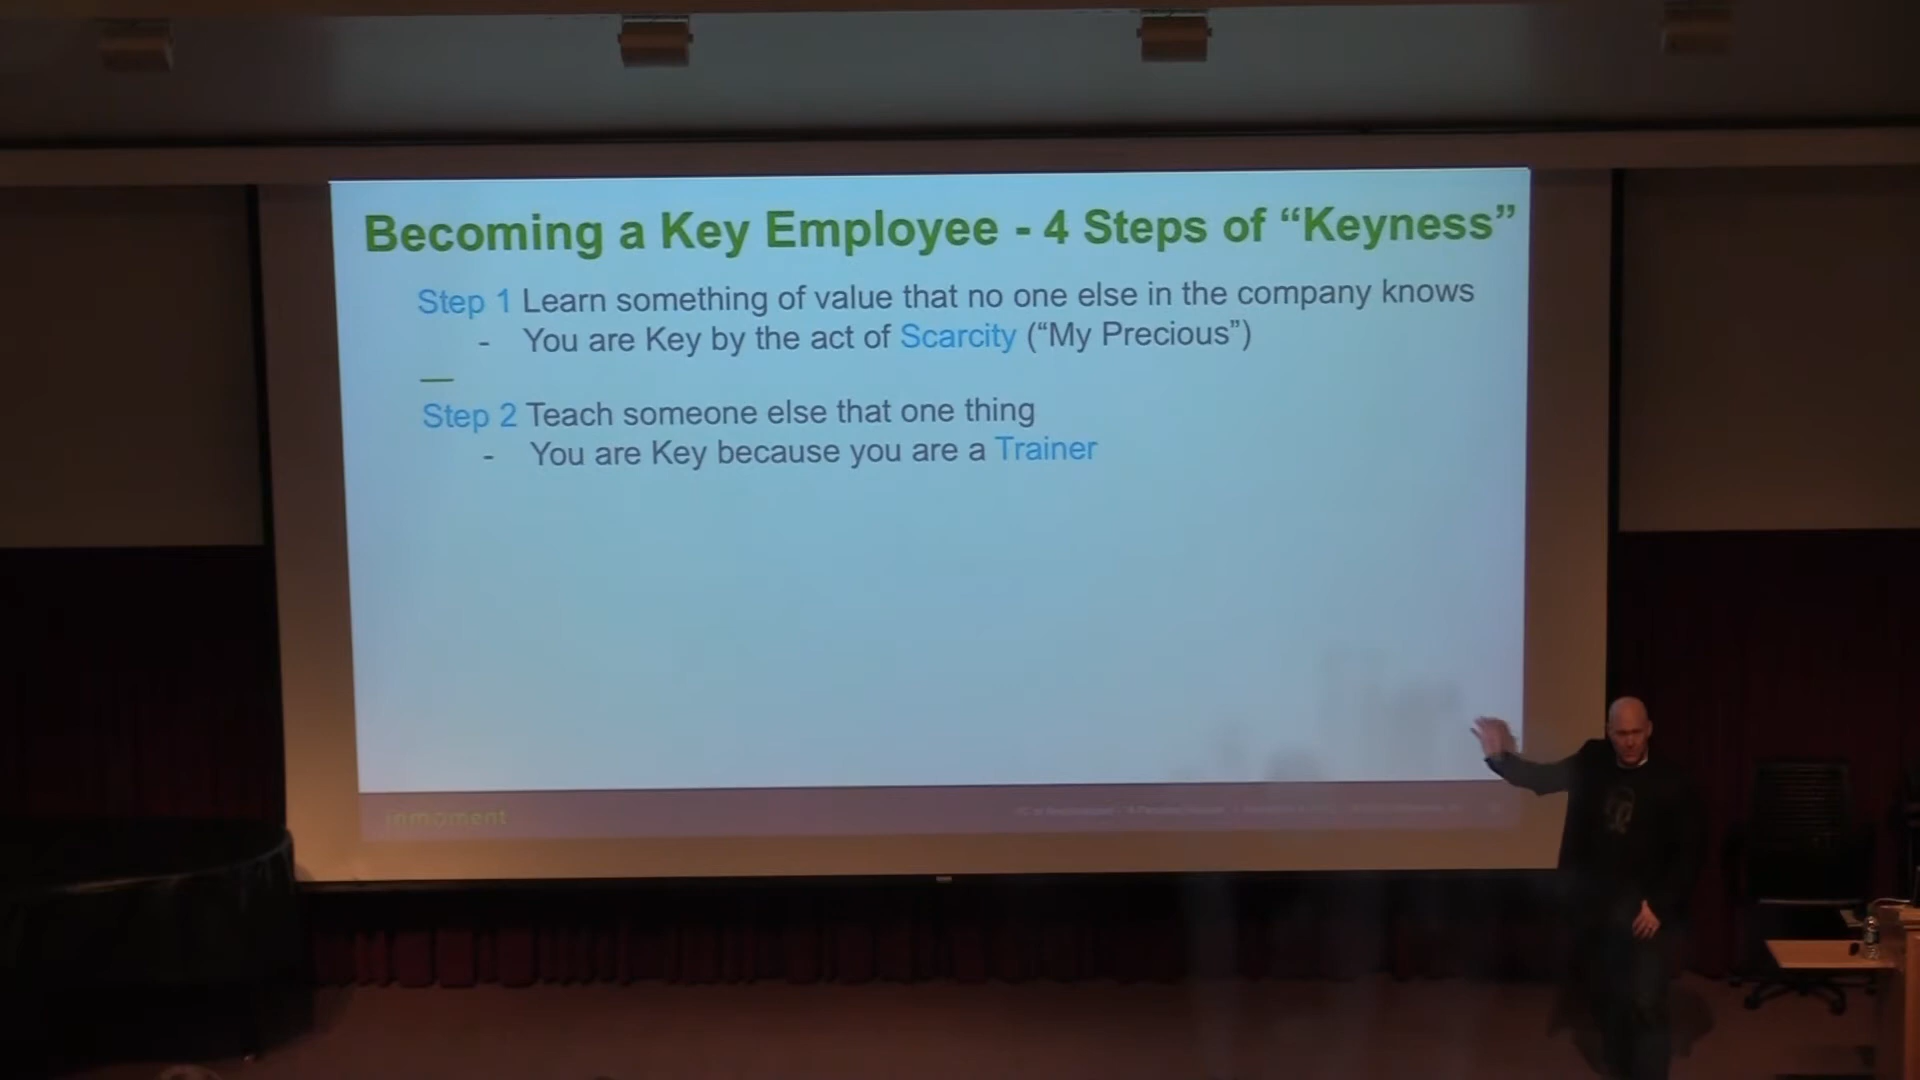 Becoming a Key Employee - 4 Steps of “Keyness”
Step 1 Learn something of value that no one else in the company knows
- You are Key by the act of Scarcity (“My Precious”)
Step 2 Teach someone else that one thing
- You are Key because you are a Trainer
inmoment